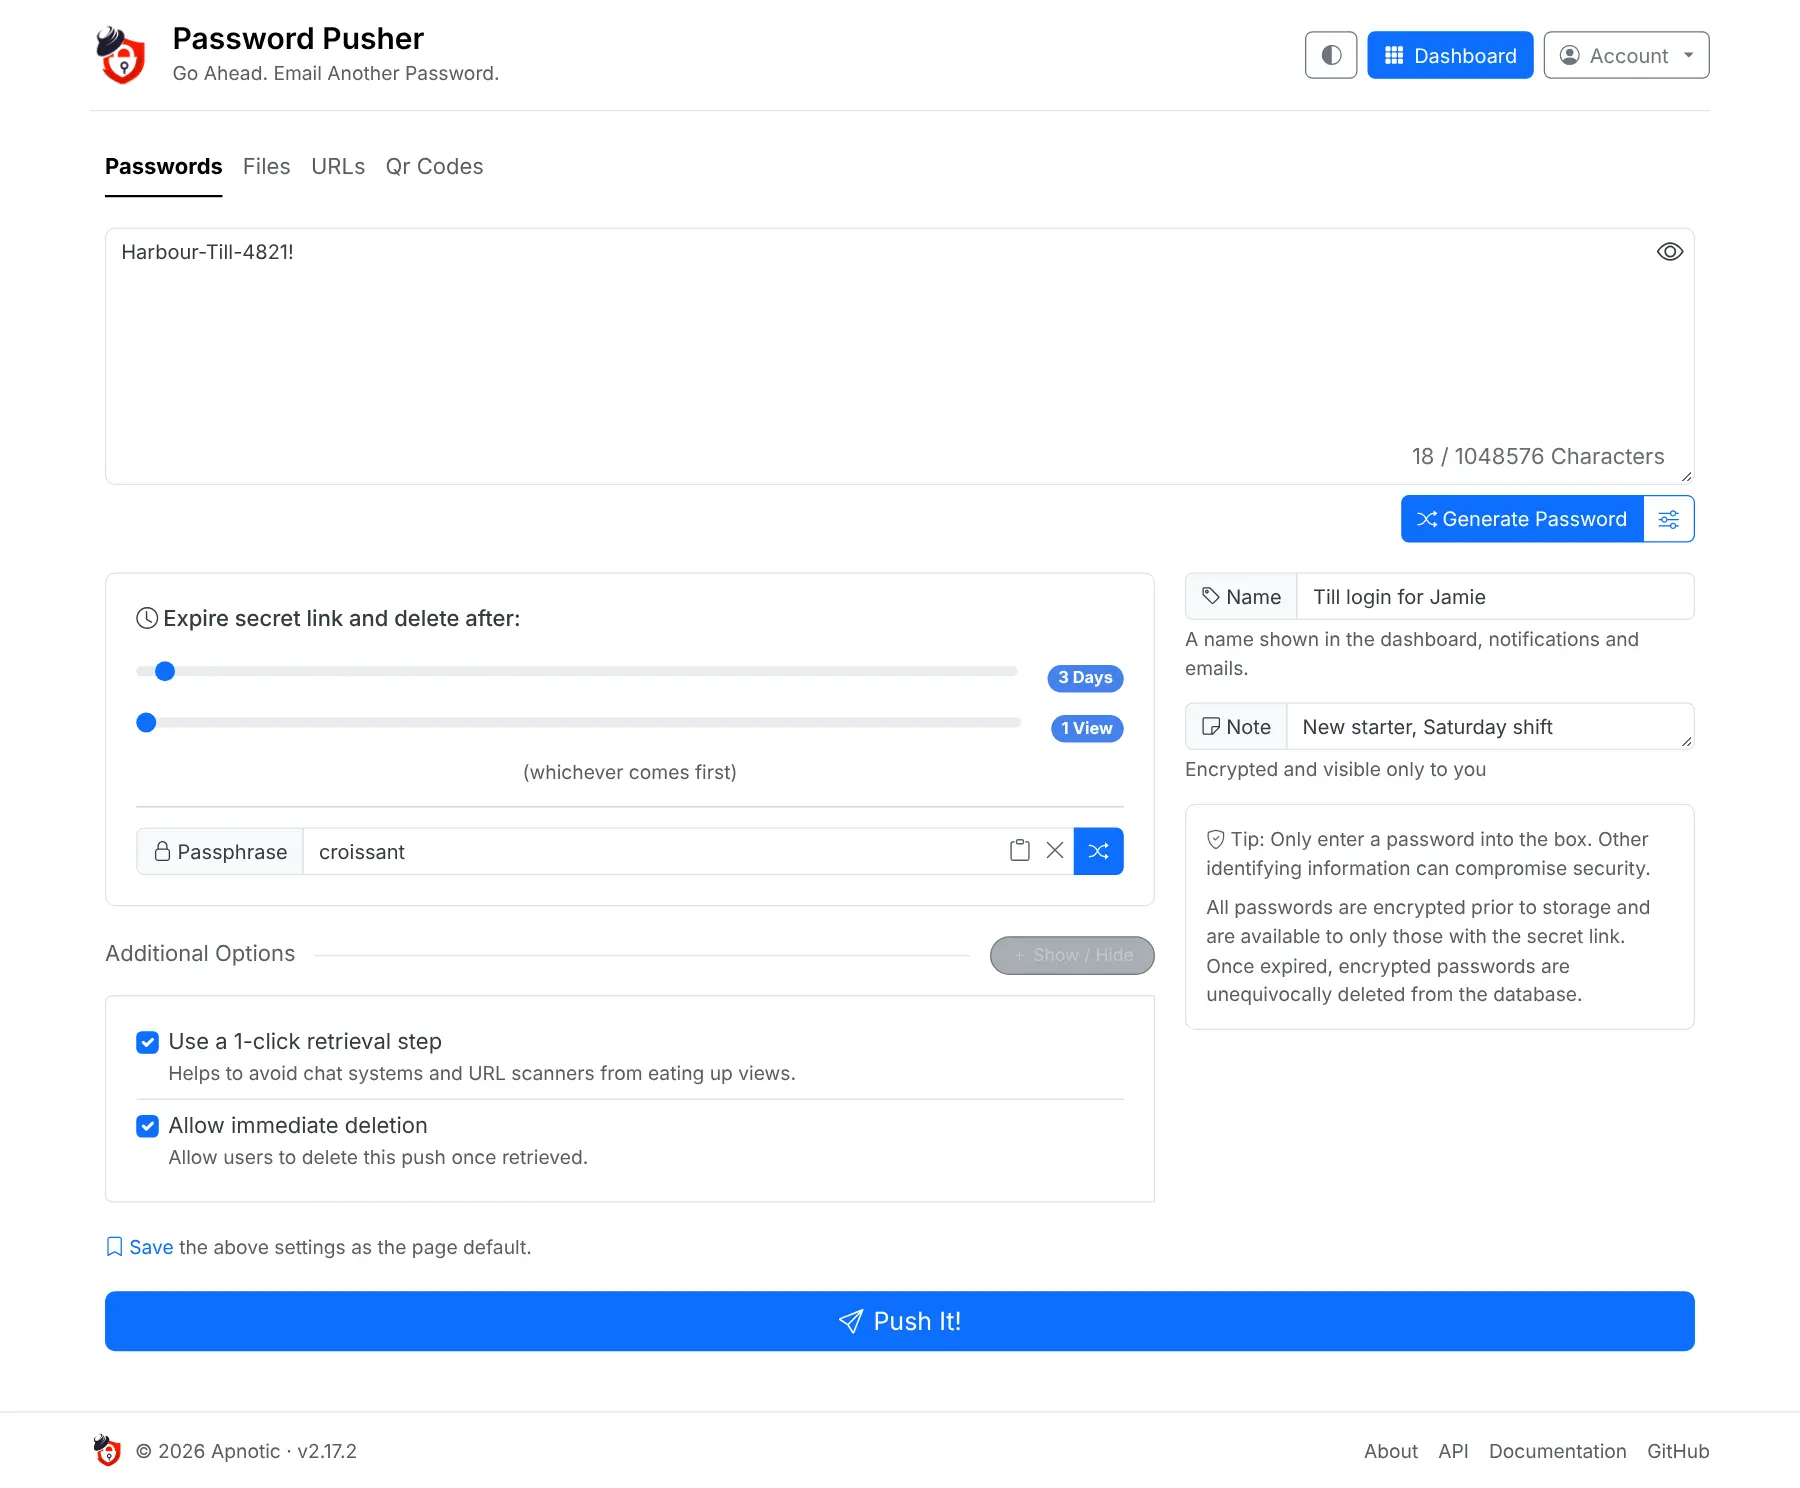 Password Pusher
Go Ahead. Email Another Password.
Dashboard
Account
Passwords
Files
URLs
Qr Codes
Harbour-Till-4821!
18 / 1048576 Characters
Generate Password
Expire secret link and delete after:
3 Days
1 View
(whichever comes first)
Passphrase
croissant
Name
Till login for Jamie
A name shown in the dashboard, notifications and
emails.
Note
New starter, Saturday shift
Encrypted and visible only to you
Tip: Only enter a password into the box. Other
identifying information can compromise security.
All passwords are encrypted prior to storage and
are available to only those with the secret link.
Once expired, encrypted passwords are
unequivocally deleted from the database.
Additional Options
+ Show / Hide
Use a 1-click retrieval step
Helps to avoid chat systems and URL scanners from eating up views.
Allow immediate deletion
Allow users to delete this push once retrieved.
Save the above settings as the page default.
Push It!
© 2026 Apnotic · v2.17.2
About
API
Documentation
GitHub